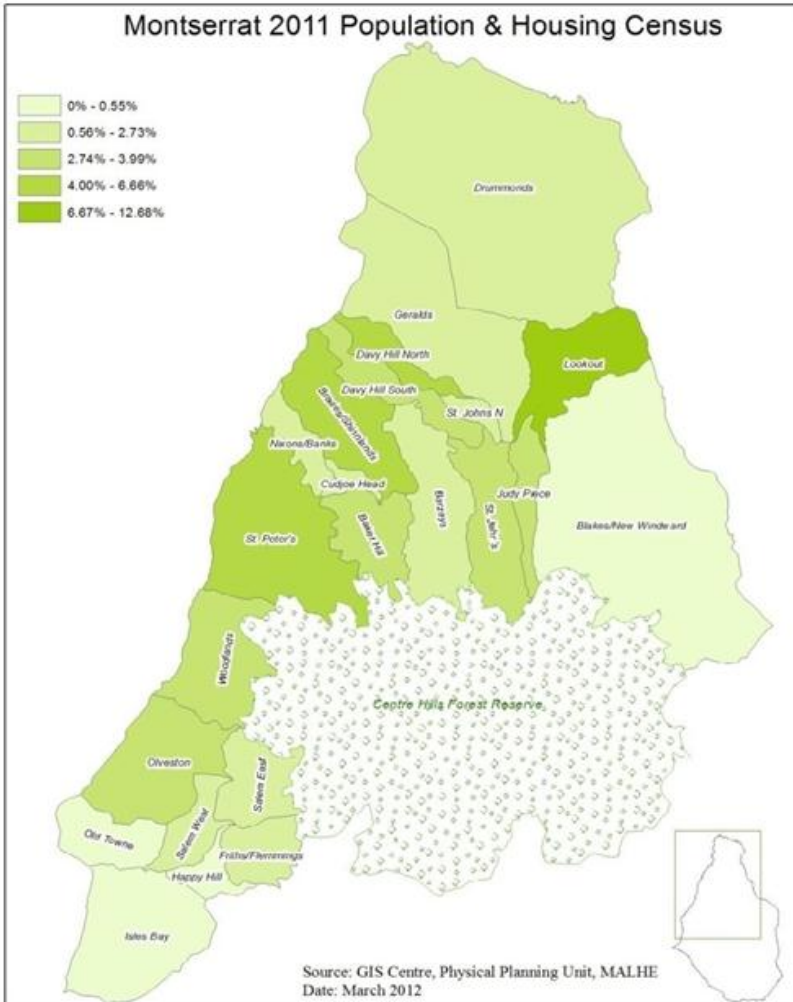 Montserrat 2011 Population & Housing Census
0% - 0.55%
0.56% - 2.73%
2.74% - 3.99%
4.00% - 6.66%
6.67% - 12.68%
Drummonds
Geralds
Davy Hill North
Lookout
Davy Hill South
St. Johns N
Brades/Shinnlands
Nixons/Banks
Cudjoe Head
Judy Piece
Barzeys
St. John's
Baker Hill
St. Peter's
Blakes/New Windward
Woodlands
Centre Hills Forest Reserve
Olveston
Salem East
Salem West
Old Towne
Friths/Flemmings
Happy Hill
Isles Bay
Source: GIS Centre, Physical Planning Unit, MALHE
Date: March 2012